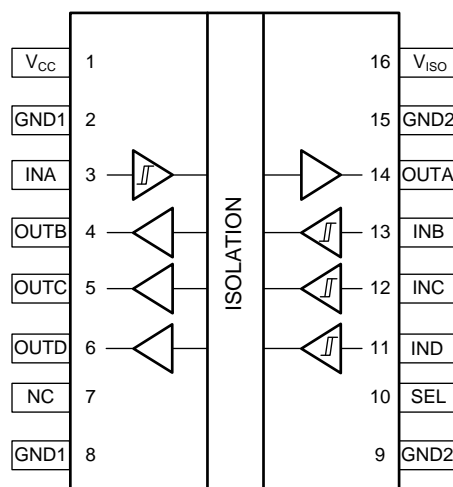 VCC 1 16 VISO
GND1 2 15 GND2
INA 3 14 OUTA
OUTB 4 13 INB
OUTC 5 12 INC
OUTD 6 11 IND
NC 7 10 SEL
GND1 8 9 GND2
ISOLATION